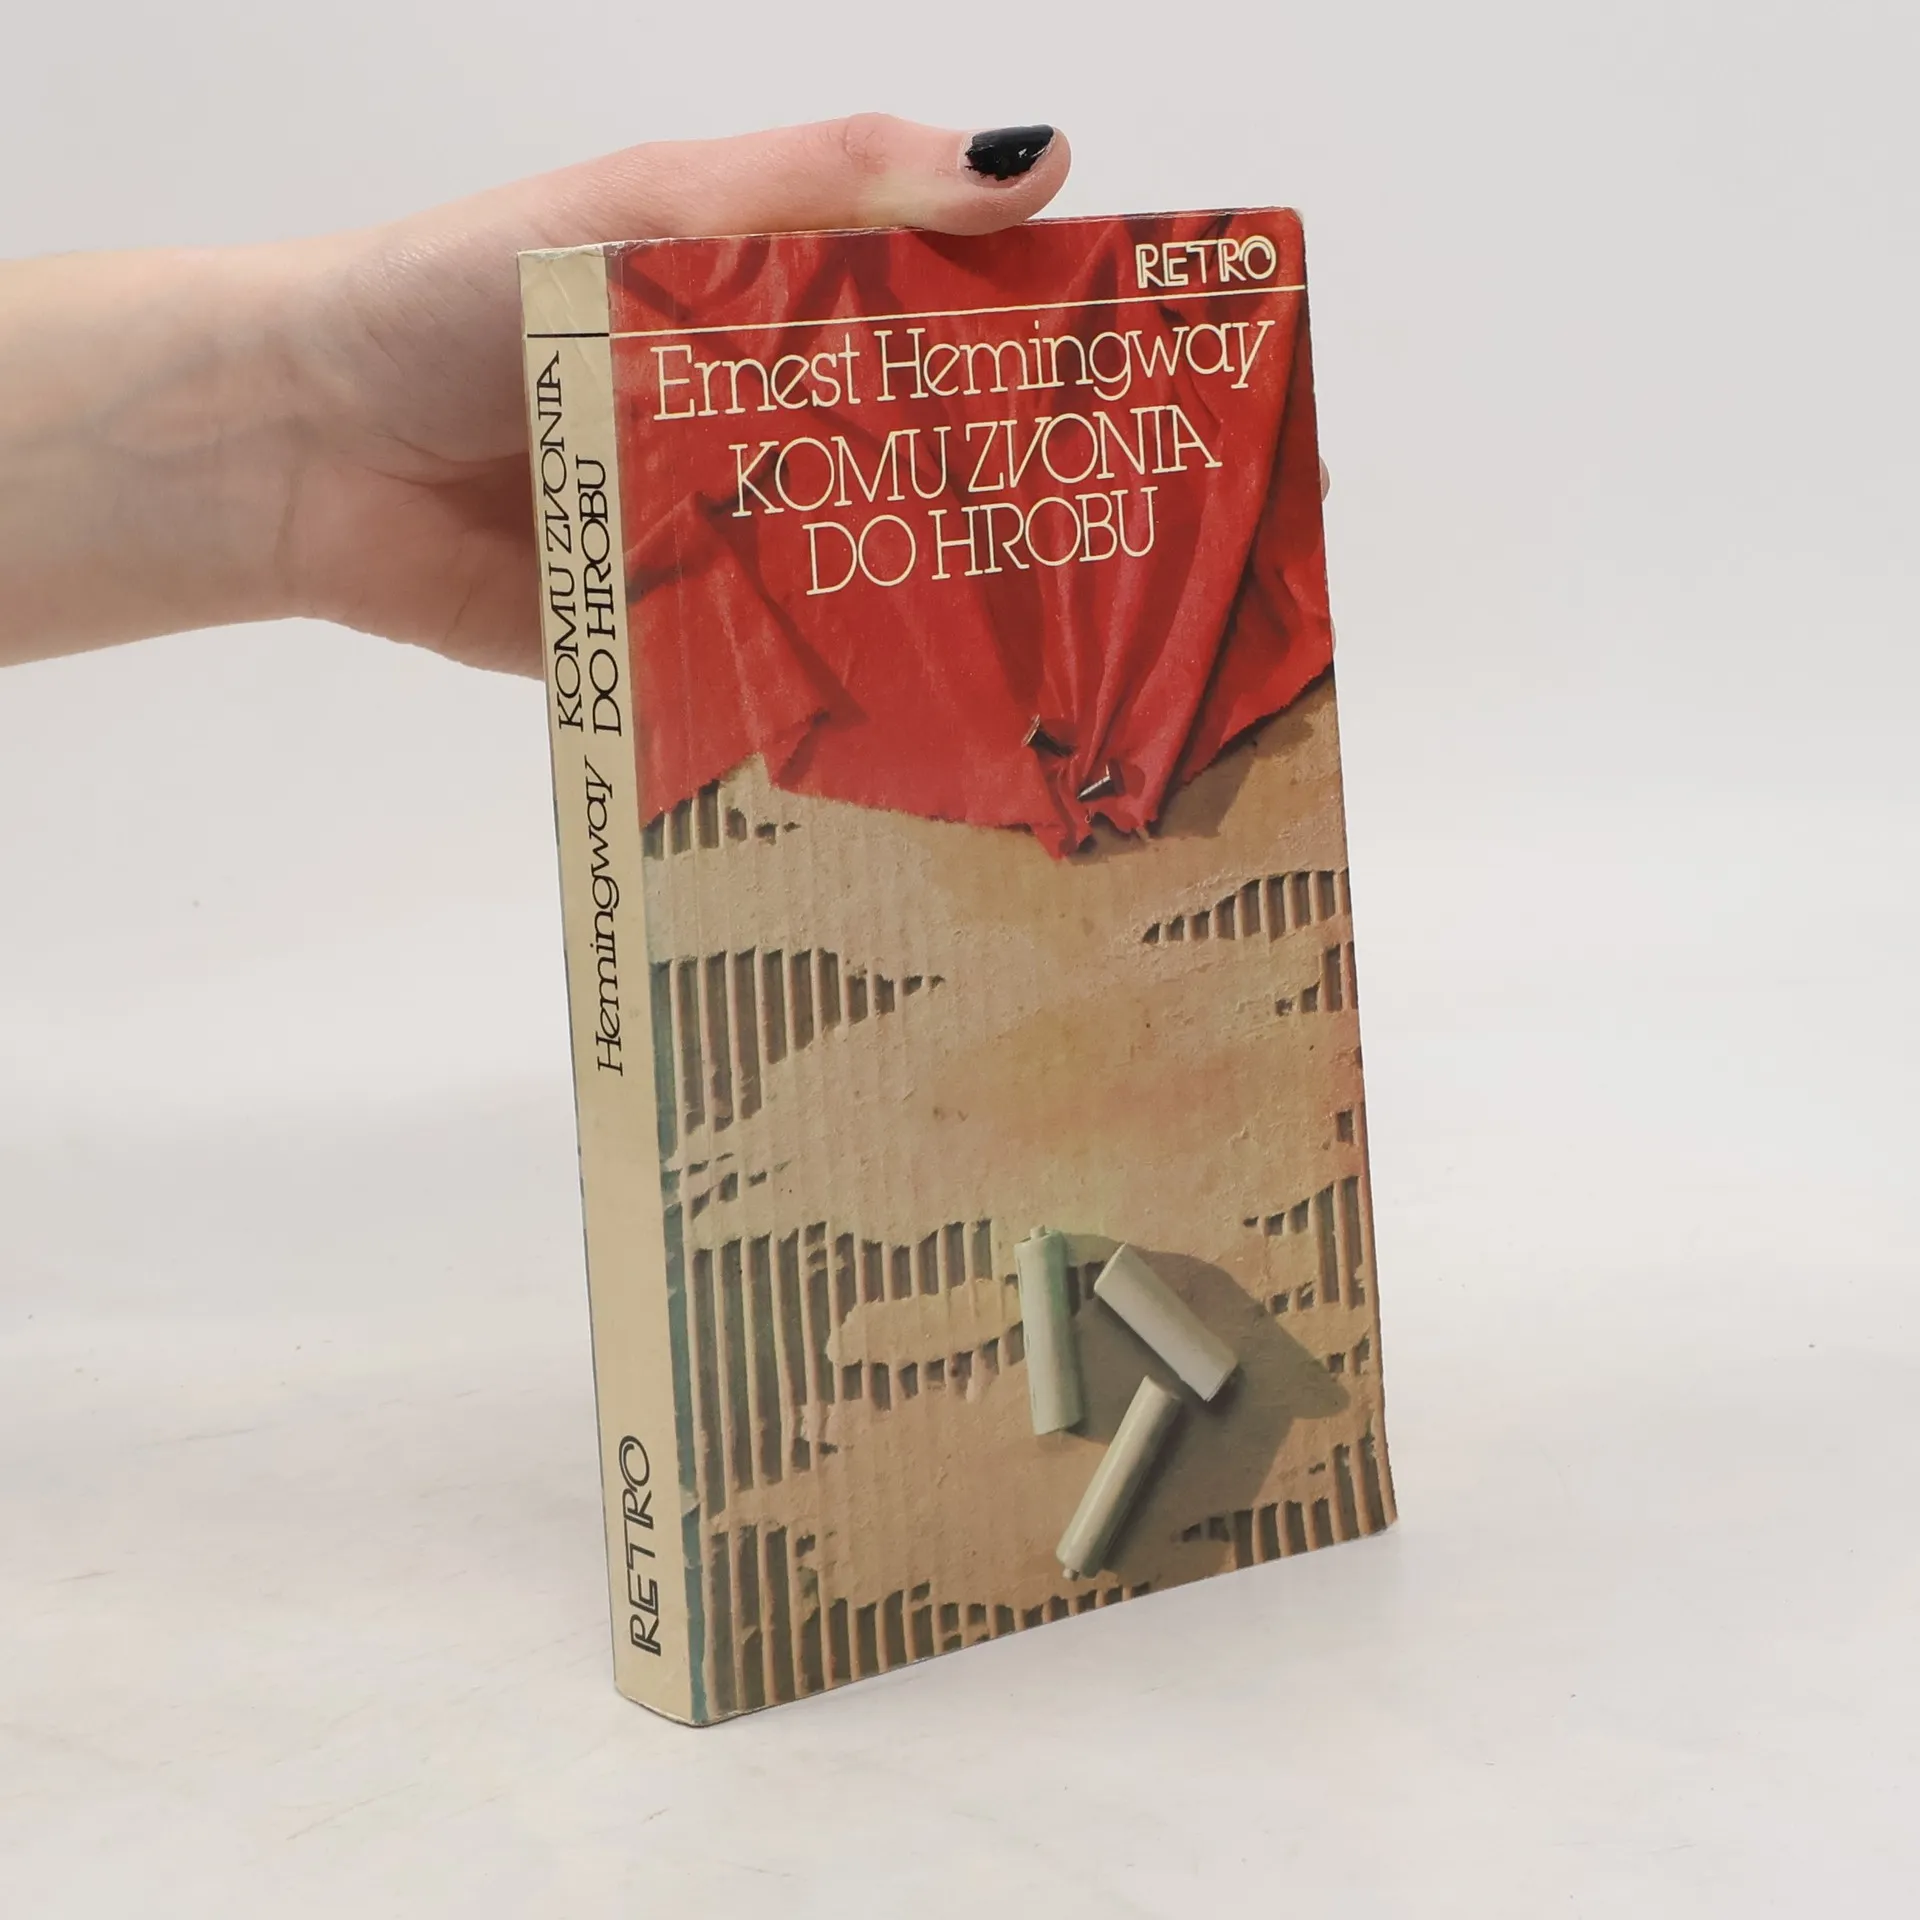 RETRO
Ernest Hemingway
KOMU ZVONIA
DO HROBU
Hemingway
KOMU ZVONIA
DO HROBU
RETRO